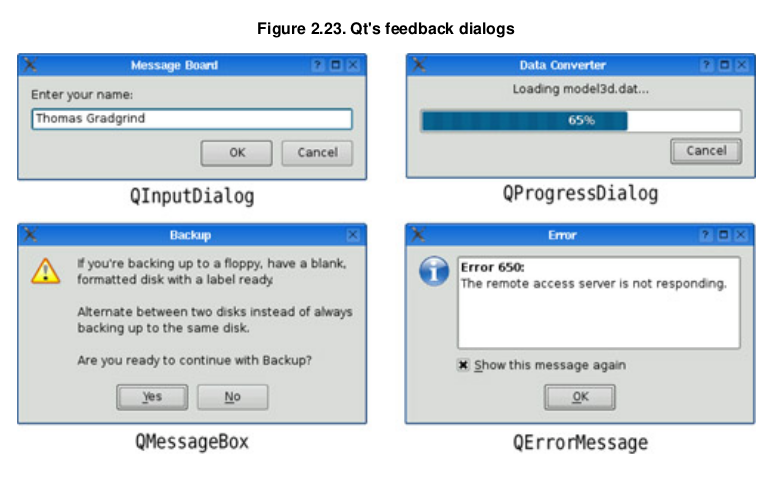 Figure 2.23. Qt's feedback dialogs
Message Board
Enter your name:
Thomas Gradgrind
OK Cancel
QInputDialog
Data Converter
Loading model3d.dat...
65%
Cancel
QProgressDialog
Backup
If you're backing up to a floppy, have a blank,
formatted disk with a label ready.
Alternate between two disks instead of always
backing up to the same disk.
Are you ready to continue with Backup?
Yes No
QMessageBox
Error
Error 650:
The remote access server is not responding.
Show this message again
OK
QErrorMessage